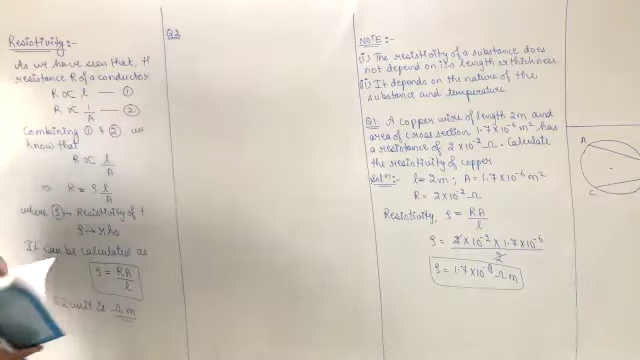 Resistivity:-
As we have seen that, th
resistance R of a conductor
R ∝ l — ①
R ∝ 1/A — ②
Combining ① & ②, we
know that
R ∝ l/A
⇒ R = ρ l/A
where ρ → Resistivity of t
ρ → rho
It can be calculated as
ρ = RA/l
unit is Ω m
Q2
NOTE:-
(i) The resistivity of a substance does
not depend on its length or thickness.
(ii) It depends on the nature of the
substance and temperature
Q1. A copper wire of length 2m and
area of cross section 1.7×10⁻⁶ m² has
a resistance of 2×10⁻² Ω. Calculate
the resistivity of copper.
Solⁿ:- l = 2m ; A = 1.7×10⁻⁶ m²
R = 2×10⁻² Ω
Resistivity, ρ = RA/l
ρ = 2×10⁻² × 1.7×10⁻⁶ / 2
ρ = 1.7×10⁻⁸ Ω m
A
C